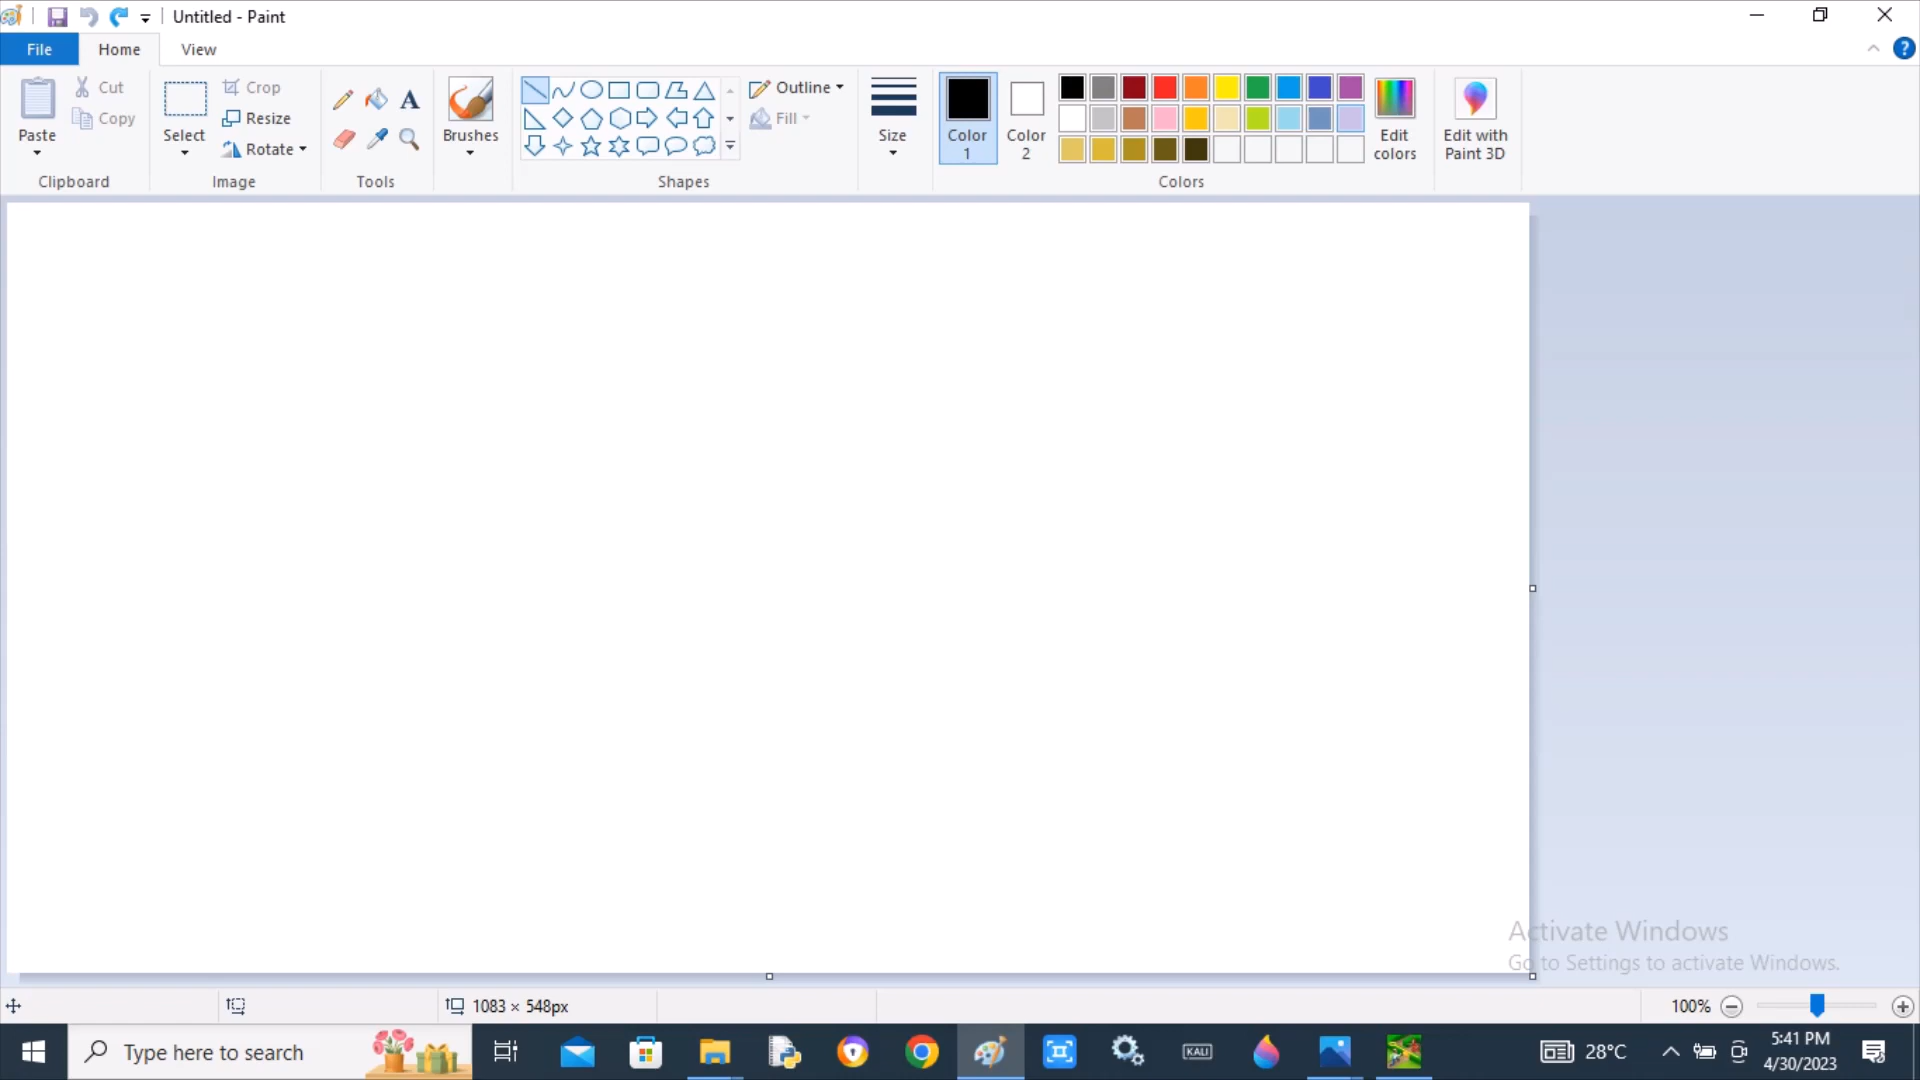 Untitled - Paint
File Home View
Paste Cut Copy Select Crop Resize Rotate Brushes Outline Fill Size Color 1 Color 2 Edit colors Edit with Paint 3D
Clipboard Image Tools Shapes Colors
Activate Windows
Go to Settings to activate Windows.
1083 × 548px 100%
Type here to search KALI 28°C 5:41 PM
4/30/2023